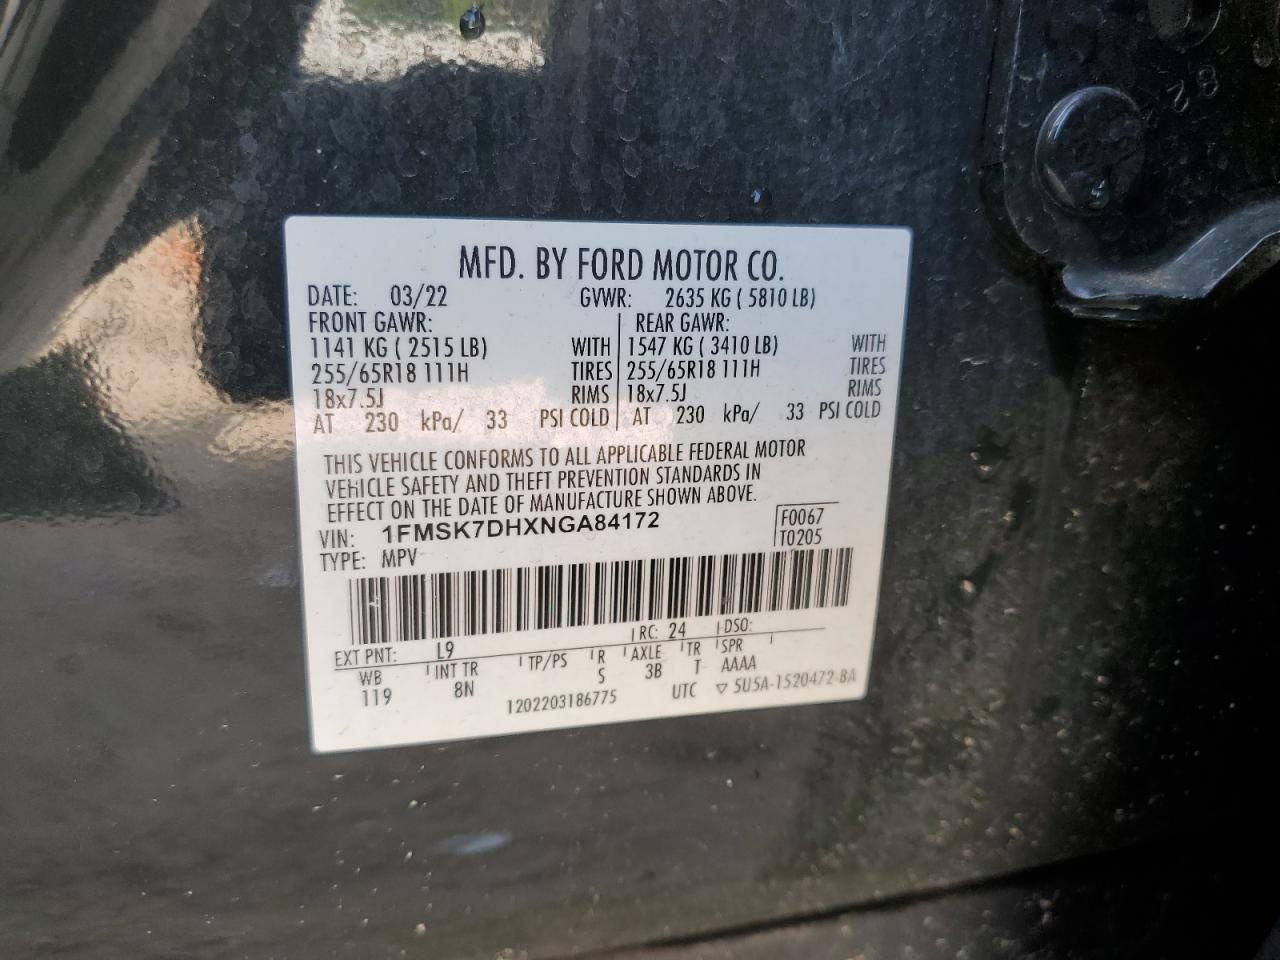 MFD. BY FORD MOTOR CO.
DATE: 03/22 GVWR: 2635 KG ( 5810 LB)
FRONT GAWR: REAR GAWR:
1141 KG ( 2515 LB) WITH 1547 KG ( 3410 LB) WITH
255/65R18 111H TIRES 255/65R18 111H TIRES
18x7.5J RIMS 18x7.5J RIMS
AT 230 kPa/ 33 PSI COLD AT 230 kPa/ 33 PSI COLD
THIS VEHICLE CONFORMS TO ALL APPLICABLE FEDERAL MOTOR
VEHICLE SAFETY AND THEFT PREVENTION STANDARDS IN
EFFECT ON THE DATE OF MANUFACTURE SHOWN ABOVE.
VIN: 1FMSK7DHXNGA84172 F0067
TYPE: MPV T0205
EXT PNT: L9 RC: 24 DSO:
WB INT TR TP/PS R AXLE TR SPR
119 8N S 3B T AAAA
1202203186775 UTC ▽ 5U5A-1520472-BA
82